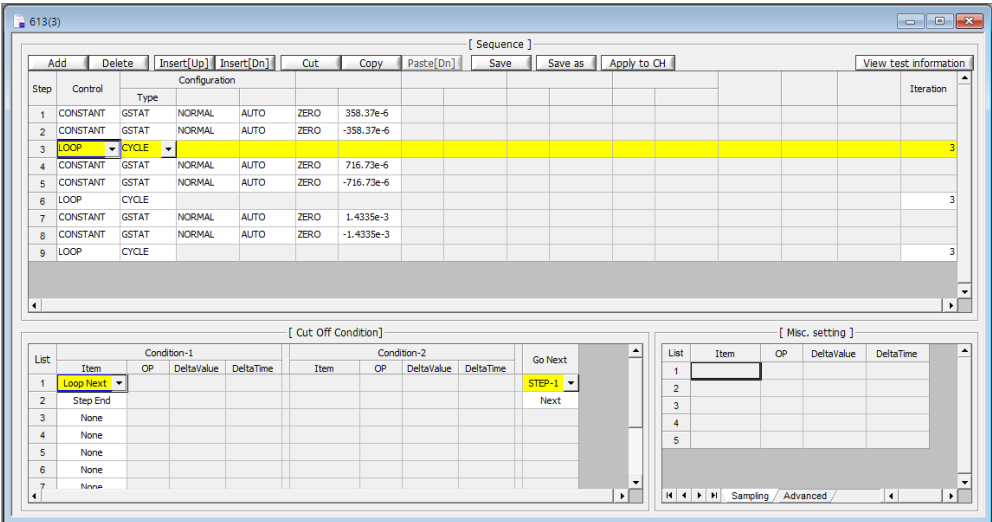 613(3)
[ Sequence ]
Add Delete Insert[Up] Insert[Dn] Cut Copy Paste[Dn] Save Save as Apply to CH View test information
Step Control Configuration Iteration
Type
1 CONSTANT GSTAT NORMAL AUTO ZERO 358.37e-6
2 CONSTANT GSTAT NORMAL AUTO ZERO -358.37e-6
3 LOOP CYCLE 3
4 CONSTANT GSTAT NORMAL AUTO ZERO 716.73e-6
5 CONSTANT GSTAT NORMAL AUTO ZERO -716.73e-6
6 LOOP CYCLE 3
7 CONSTANT GSTAT NORMAL AUTO ZERO 1.4335e-3
8 CONSTANT GSTAT NORMAL AUTO ZERO -1.4335e-3
9 LOOP CYCLE 3
[ Cut Off Condition]
List Condition-1 Condition-2 Go Next
Item OP DeltaValue DeltaTime Item OP DeltaValue DeltaTime
1 Loop Next STEP-1
2 Step End Next
3 None
4 None
5 None
6 None
7 None
[ Misc. setting ]
List Item OP DeltaValue DeltaTime
1
2
3
4
5
Sampling Advanced